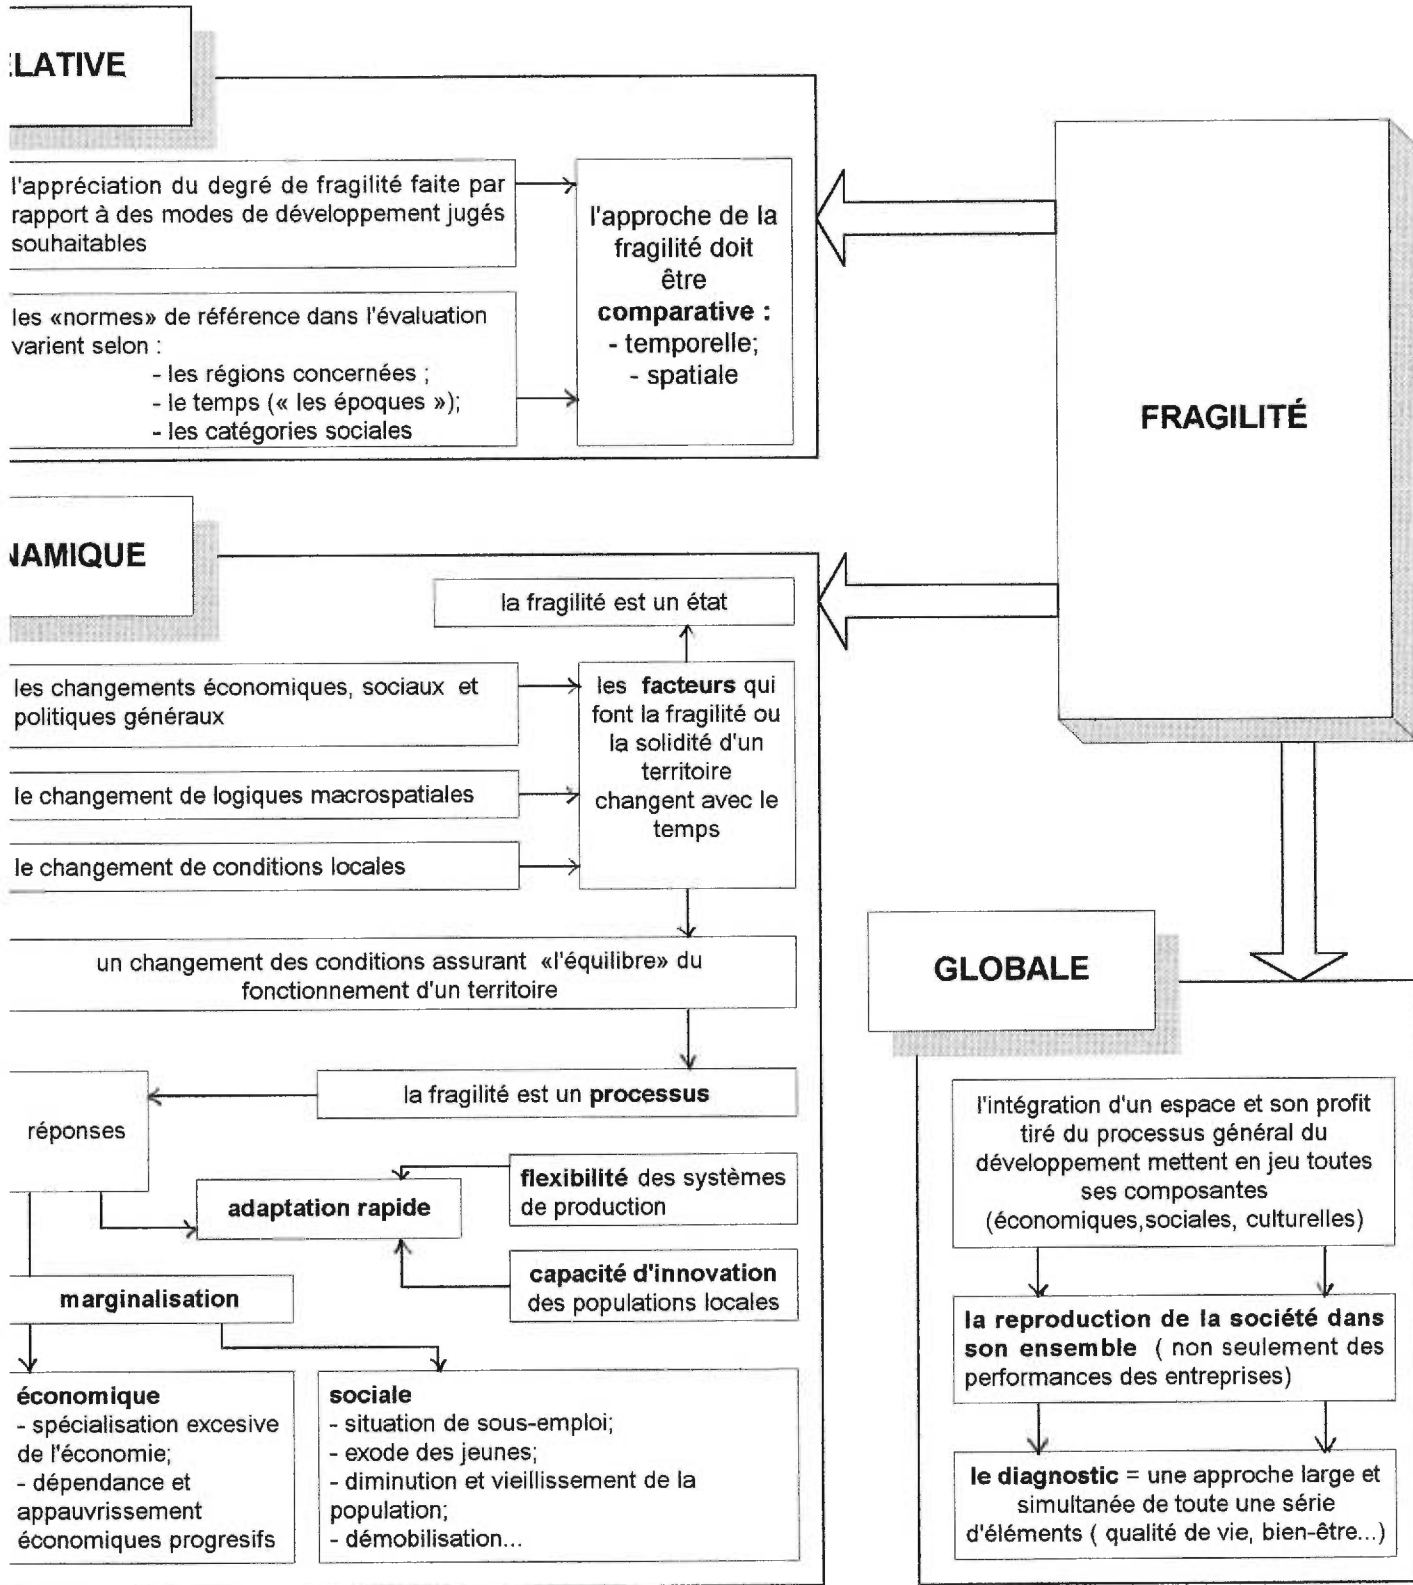 ELATIVE
l'appréciation du degré de fragilité faite par
rapport à des modes de développement jugés
souhaitables
les «normes» de référence dans l'évaluation
varient selon :
- les régions concernées ;
- le temps (« les époques »);
- les catégories sociales
l'approche de la
fragilité doit
être
comparative :
- temporelle;
- spatiale
FRAGILITÉ
NAMIQUE
la fragilité est un état
les changements économiques, sociaux et
politiques généraux
le changement de logiques macrospatiales
le changement de conditions locales
les facteurs qui
font la fragilité ou
la solidité d'un
territoire
changent avec le
temps
un changement des conditions assurant «l'équilibre» du
fonctionnement d'un territoire
la fragilité est un processus
réponses
adaptation rapide
flexibilité des systèmes
de production
capacité d'innovation
des populations locales
marginalisation
économique
- spécialisation excesive
de l'économie;
- dépendance et
appauvrissement
économiques progresifs
sociale
- situation de sous-emploi;
- exode des jeunes;
- diminution et vieillissement de la
population;
- démobilisation...
GLOBALE
l'intégration d'un espace et son profit
tiré du processus général du
développement mettent en jeu toutes
ses composantes
(économiques,sociales, culturelles)
la reproduction de la société dans
son ensemble ( non seulement des
performances des entreprises)
le diagnostic = une approche large et
simultanée de toute une série
d'éléments ( qualité de vie, bien-être...)